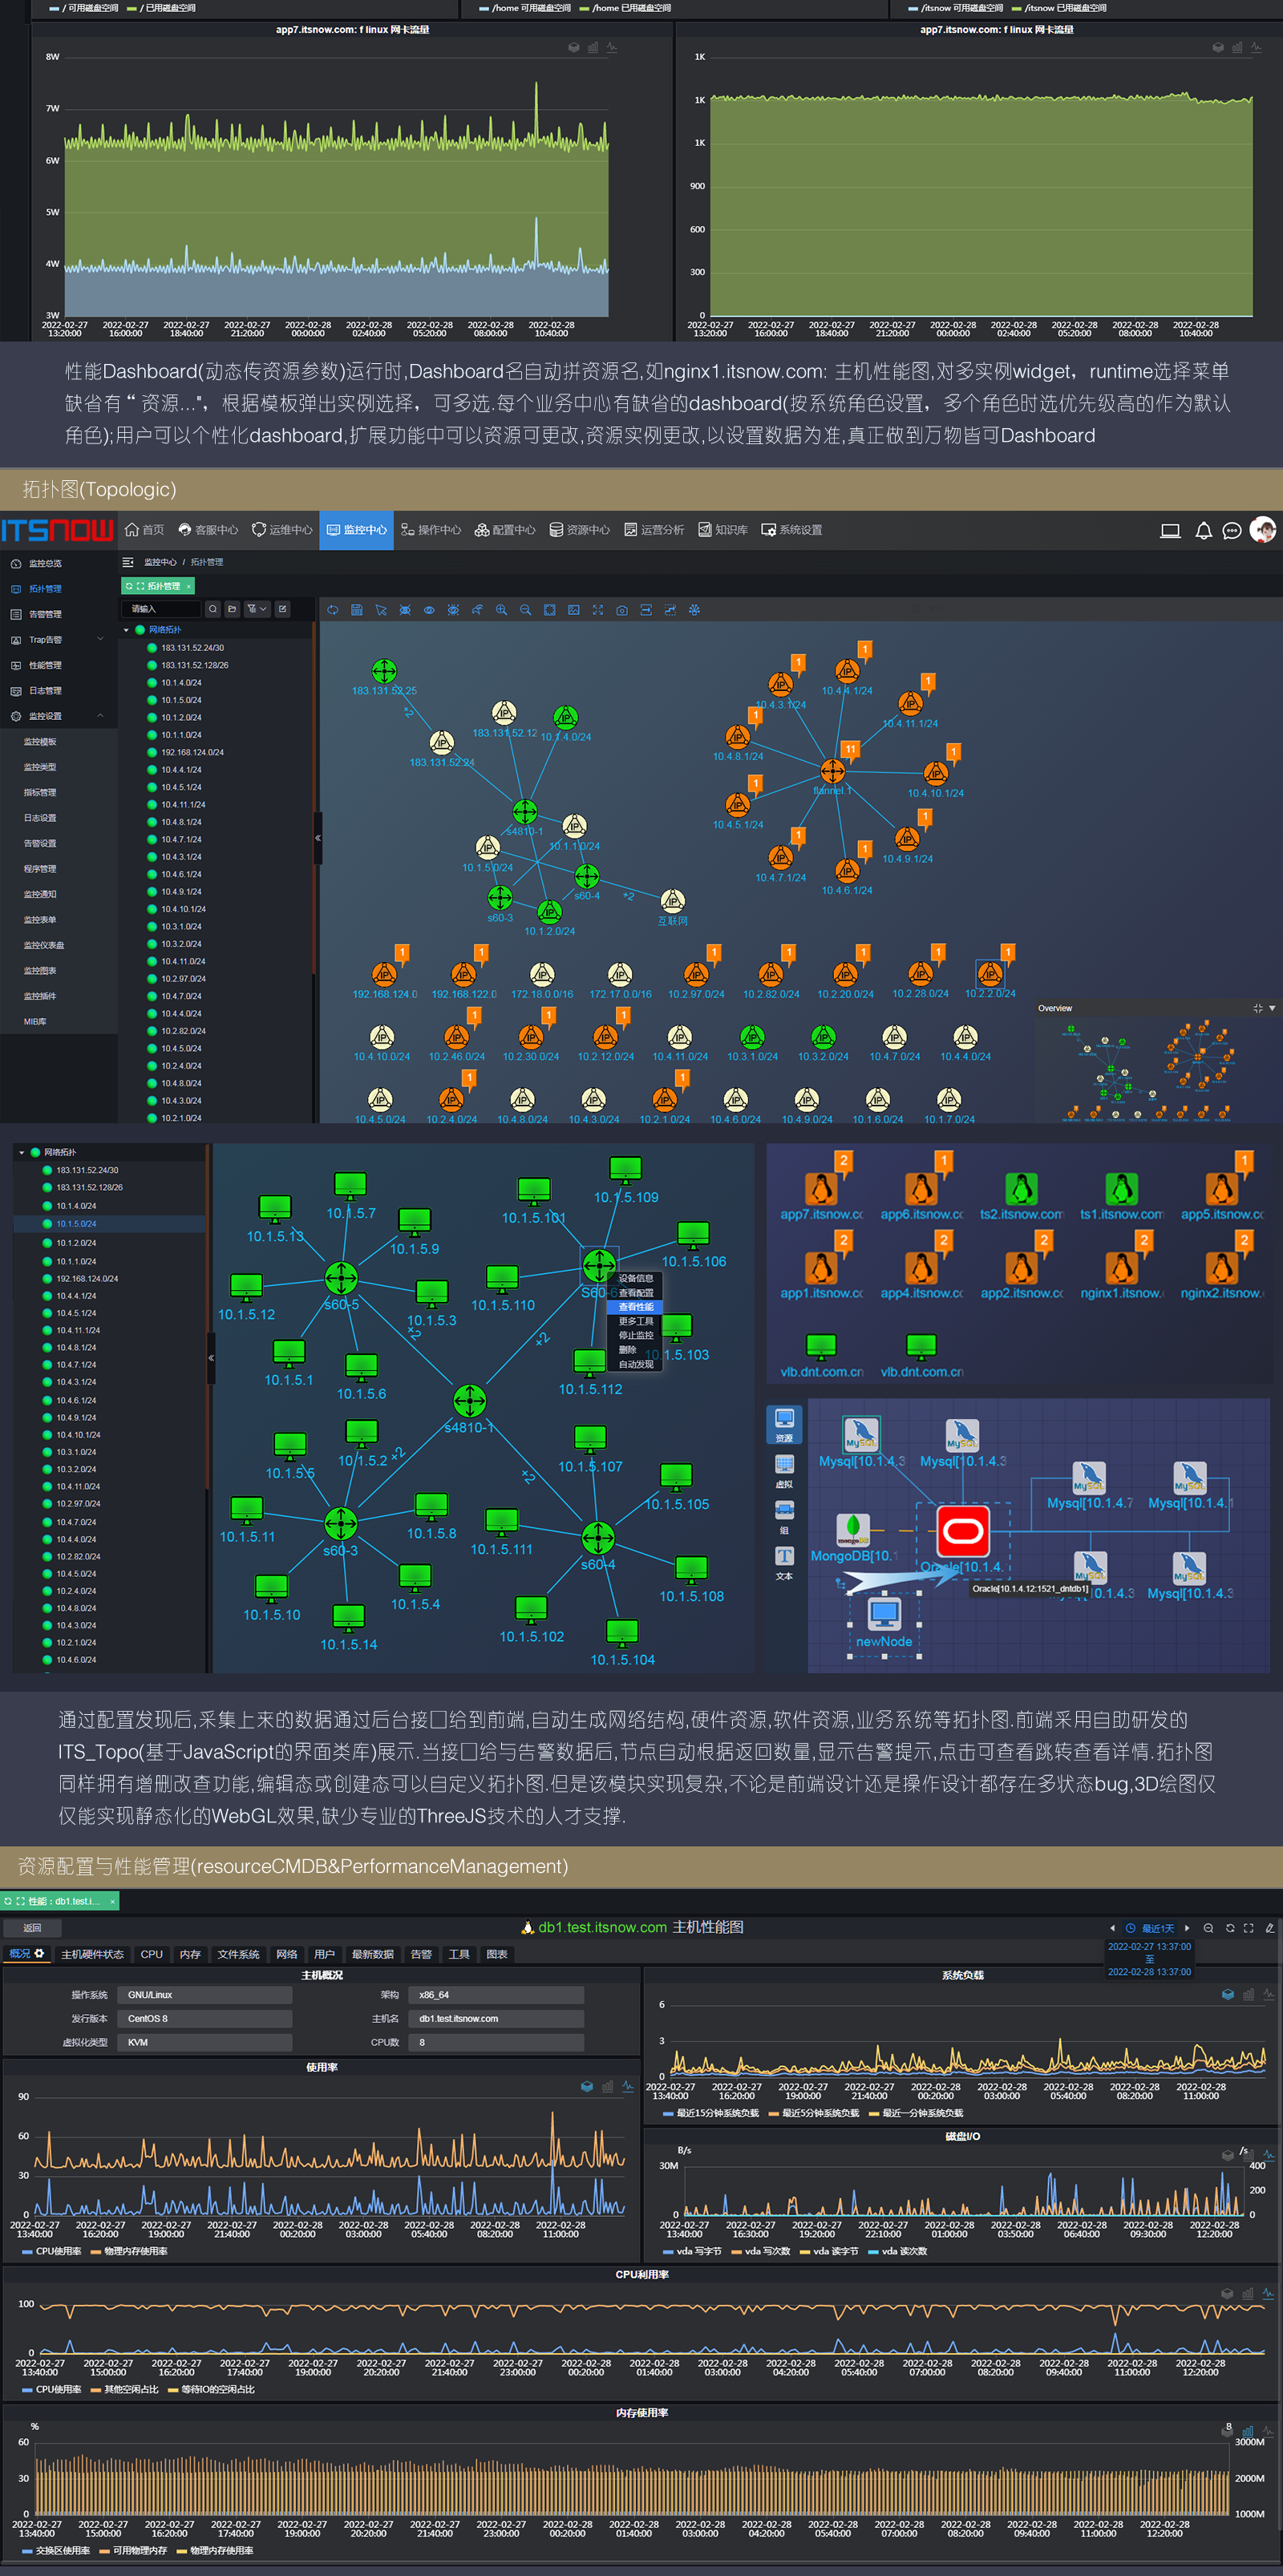 / 可用磁盘空间 / 已用磁盘空间 /home 可用磁盘空间 /home 已用磁盘空间 /itsnow 可用磁盘空间 /itsnow 已用磁盘空间
app7.itsnow.com: f linux 网卡流量
8W
7W
6W
5W
4W
3W
2022-02-27 13:20:00
2022-02-27 16:00:00
2022-02-27 18:40:00
2022-02-27 21:20:00
2022-02-28 00:00:00
2022-02-28 02:40:00
2022-02-28 05:20:00
2022-02-28 08:00:00
2022-02-28 10:40:00
app7.itsnow.com: f linux 网卡流量
1K
1K
1K
900
600
300
0
2022-02-27 13:20:00
2022-02-27 16:00:00
2022-02-27 18:40:00
2022-02-27 21:20:00
2022-02-28 00:00:00
2022-02-28 02:40:00
2022-02-28 05:20:00
2022-02-28 08:00:00
2022-02-28 10:40:00
性能Dashboard(动态传资源参数)运行时,Dashboard名自动拼资源名,如nginx1.itsnow.com: 主机性能图,对多实例widget，runtime选择菜单
缺省有“ 资源..."，根据模板弹出实例选择，可多选.每个业务中心有缺省的dashboard(按系统角色设置，多个角色时选优先级高的作为默认
角色);用户可以个性化dashboard,扩展功能中可以资源可更改,资源实例更改,以设置数据为准,真正做到万物皆可Dashboard
拓扑图(Topologic)
ITSNOW 首页 客服中心 运维中心 监控中心 操作中心 配置中心 资源中心 运营分析 知识库 系统设置
监控总览
拓扑管理
告警管理
Trap告警
性能管理
日志管理
监控设置
监控模板
监控类型
指标管理
日志设置
告警设置
程序管理
监控通知
监控表单
监控仪表盘
监控图表
监控插件
MIB库
监控中心 / 拓扑管理
拓扑管理 ×
请输入
网络拓扑
183.131.52.24/30
183.131.52.128/26
10.1.4.0/24
10.1.5.0/24
10.1.2.0/24
10.1.1.0/24
192.168.124.0/24
10.4.4.1/24
10.4.5.1/24
10.4.11.1/24
10.4.8.1/24
10.4.7.1/24
10.4.3.1/24
10.4.6.1/24
10.4.9.1/24
10.4.10.1/24
10.3.1.0/24
10.3.2.0/24
10.4.11.0/24
10.2.97.0/24
10.4.7.0/24
10.4.4.0/24
10.2.82.0/24
10.4.5.0/24
10.2.4.0/24
10.4.8.0/24
10.4.3.0/24
10.2.1.0/24
183.131.52.25
×2
183.131.52.24
183.131.52.12
10.1.4.0/24
s4810-1
10.1.1.0/24
10.1.5.0/24
s60-3
s60-4
×2
10.1.2.0/24
互联网
1
10.4.3.1/24
1
10.4.4.1/24
1
10.4.11.1/24
1
10.4.8.1/24
11
flannel.1
1
10.4.10.1/24
1
10.4.5.1/24
1
10.4.9.1/24
1
10.4.7.1/24
1
10.4.6.1/24
1 1 1 1 1 1 1
192.168.124.0 192.168.122.0 172.18.0.0/16 172.17.0.0/16 10.2.97.0/24 10.2.82.0/24 10.2.20.0/24 10.2.28.0/24 10.2.2.0/24
1 1 1
10.4.10.0/24 10.2.46.0/24 10.2.30.0/24 10.2.12.0/24 10.4.11.0/24 10.3.1.0/24 10.3.2.0/24 10.4.7.0/24 10.4.4.0/24
1 1
10.4.5.0/24 10.2.4.0/24 10.4.8.0/24 10.4.3.0/24 10.2.1.0/24 10.4.6.0/24 10.4.9.0/24 10.1.6.0/24 10.1.7.0/24
Overview
网络拓扑
183.131.52.24/30
183.131.52.128/26
10.1.4.0/24
10.1.5.0/24
10.1.2.0/24
10.1.1.0/24
192.168.124.0/24
10.4.4.1/24
10.4.5.1/24
10.4.11.1/24
10.4.8.1/24
10.4.7.1/24
10.4.3.1/24
10.4.6.1/24
10.4.9.1/24
10.4.10.1/24
10.3.1.0/24
10.3.2.0/24
10.4.11.0/24
10.2.97.0/24
10.4.7.0/24
10.4.4.0/24
10.2.82.0/24
10.4.5.0/24
10.2.4.0/24
10.4.8.0/24
10.4.3.0/24
10.2.1.0/24
10.4.6.0/24
10.1.5.13
10.1.5.7
10.1.5.9
10.1.5.12
s60-5
10.1.5.3
10.1.5.1
10.1.5.6
×2
10.1.5.101
10.1.5.109
10.1.5.106
10.1.5.110
S60-6
10.1.5.103
10.1.5.112
×2
设备信息
查看配置
查看性能
更多工具
停止监控
删除
自动发现
s4810-1
10.1.5.5
10.1.5.2
×2
10.1.5.11
s60-3
10.1.5.8
10.1.5.10
10.1.5.4
10.1.5.14
×2
10.1.5.107
10.1.5.105
10.1.5.111
s60-4
10.1.5.108
10.1.5.102
10.1.5.104
2 1 1
app7.itsnow.cc app6.itsnow.cc ts2.itsnow.com ts1.itsnow.com app5.itsnow.cc
2 2 2 2 2
app1.itsnow.cc app4.itsnow.cc app2.itsnow.cc nginx1.itsnow. nginx2.itsnow.
vlb.dnt.com.cn vlb.dnt.com.cn
资源
虚拟
组
文本
Mysql[10.1.4.3
Mysql[10.1.4.3
Mysql[10.1.4.7
Mysql[10.1.4.1
MongoDB[10.1
Oracle[10.1.4.
Oracle[10.1.4.12:1521_dntdb1]
Mysql[10.1.4.3
newNode
通过配置发现后,采集上来的数据通过后台接口给到前端,自动生成网络结构,硬件资源,软件资源,业务系统等拓扑图.前端采用自助研发的
ITS_Topo(基于JavaScript的界面类库)展示.当接口给与告警数据后,节点自动根据返回数量,显示告警提示,点击可查看跳转查看详情.拓扑图
同样拥有增删改查功能,编辑态或创建态可以自定义拓扑图.但是该模块实现复杂,不论是前端设计还是操作设计都存在多状态bug,3D绘图仅
仅能实现静态化的WebGL效果,缺少专业的ThreeJS技术的人才支撑.
资源配置与性能管理(resourceCMDB&PerformanceManagement)
性能：db1.test.i... ×
返回
db1.test.itsnow.com 主机性能图
最近1天
2022-02-27 13:37:00
至
2022-02-28 13:37:00
概况 主机硬件状态 CPU 内存 文件系统 网络 用户 最新数据 告警 工具 图表
主机概况
操作系统 GNU/Linux 架构 x86_64
发行版本 CentOS 8 主机名 db1.test.itsnow.com
虚拟化类型 KVM CPU数 8
系统负载
6
3
0
2022-02-27 13:40:00
2022-02-27 16:20:00
2022-02-27 19:00:00
2022-02-27 21:40:00
2022-02-28 00:20:00
2022-02-28 03:00:00
2022-02-28 05:40:00
2022-02-28 08:20:00
2022-02-28 11:00:00
最近15分钟系统负载 最近5分钟系统负载 最近一分钟系统负载
使用率
90
60
30
0
2022-02-27 13:40:00
2022-02-27 16:20:00
2022-02-27 19:00:00
2022-02-27 21:40:00
2022-02-28 00:20:00
2022-02-28 03:00:00
2022-02-28 05:40:00
2022-02-28 08:20:00
2022-02-28 11:00:00
CPU使用率 物理内存使用率
磁盘I/O
B/s /s
30M 400
200
0 0
2022-02-27 13:40:00
2022-02-27 16:30:00
2022-02-27 19:20:00
2022-02-27 22:10:00
2022-02-28 01:00:00
2022-02-28 03:50:00
2022-02-28 06:40:00
2022-02-28 09:30:00
2022-02-28 12:20:00
vda 写字节 vda 写次数 vda 读字节 vda 读次数
CPU利用率
100
0
2022-02-27 13:40:00
2022-02-27 15:00:00
2022-02-27 16:20:00
2022-02-27 17:40:00
2022-02-27 19:00:00
2022-02-27 20:20:00
2022-02-27 21:40:00
2022-02-27 23:00:00
2022-02-28 00:20:00
2022-02-28 01:40:00
2022-02-28 03:00:00
2022-02-28 04:20:00
2022-02-28 05:40:00
2022-02-28 07:00:00
2022-02-28 08:20:00
2022-02-28 09:40:00
2022-02-28 11:00:00
2022-02-28 12:20:00
CPU使用率 其他空闲占比 等待IO的空闲占比
内存使用率
% 8
60 3000M
30 2000M
0 1000M
2022-02-27 13:40:00
2022-02-27 15:00:00
2022-02-27 16:20:00
2022-02-27 17:40:00
2022-02-27 19:00:00
2022-02-27 20:20:00
2022-02-27 21:40:00
2022-02-27 23:00:00
2022-02-28 00:20:00
2022-02-28 01:40:00
2022-02-28 03:00:00
2022-02-28 04:20:00
2022-02-28 05:40:00
2022-02-28 07:00:00
2022-02-28 08:20:00
2022-02-28 09:40:00
2022-02-28 11:00:00
2022-02-28 12:20:00
交换区使用率 可用物理内存 物理内存使用率